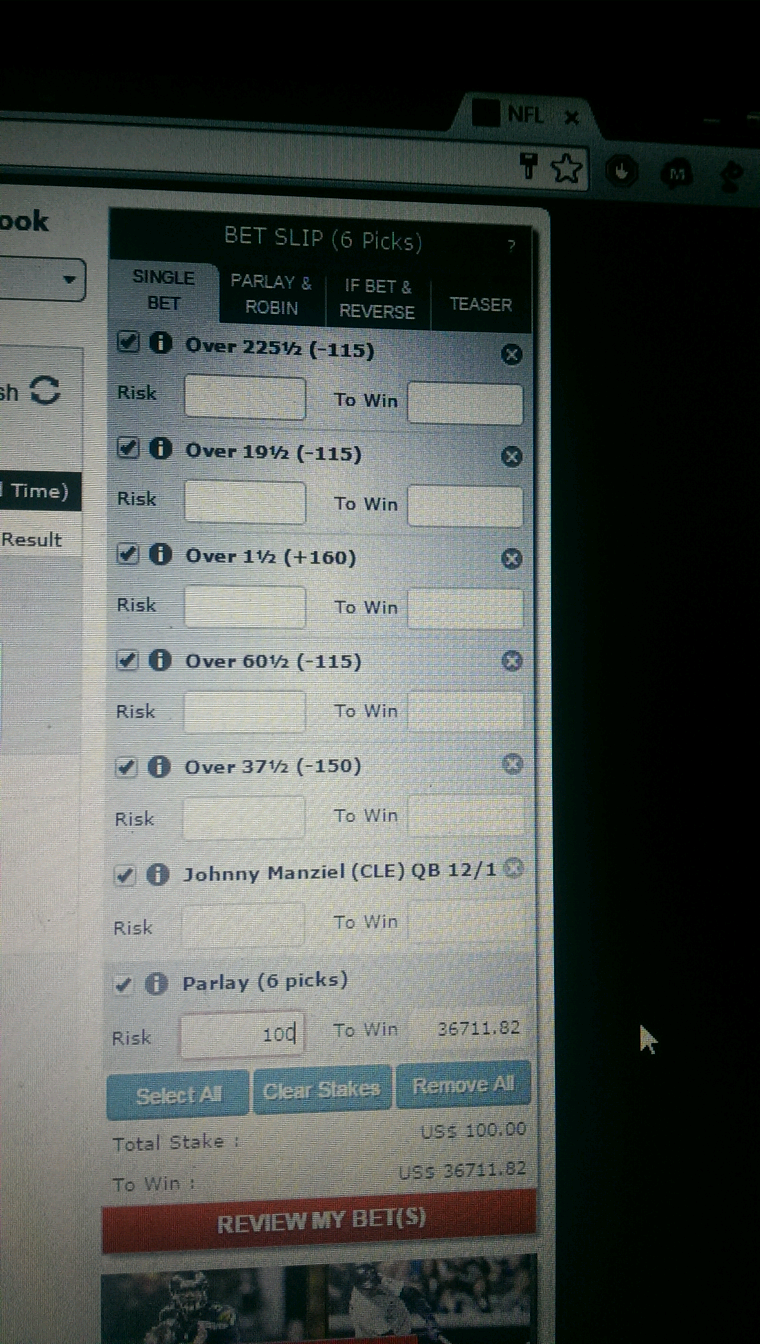 NFL
M
ook
BET SLIP (6 Picks) ?
SINGLE BET
PARLAY & ROBIN
IF BET & REVERSE
TEASER
Over 225½ (-115)
sh
Risk To Win
Over 19½ (-115)
l Time)
Risk To Win
Result
Over 1½ (+160)
Risk To Win
Over 60½ (-115)
Risk To Win
Over 37½ (-150)
Risk To Win
Johnny Manziel (CLE) QB 12/1
Risk To Win
Parlay (6 picks)
Risk 100 To Win 36711.82
Select All Clear Stakes Remove All
Total Stake : US$ 100.00
To Win : US$ 36711.82
REVIEW MY BET(S)